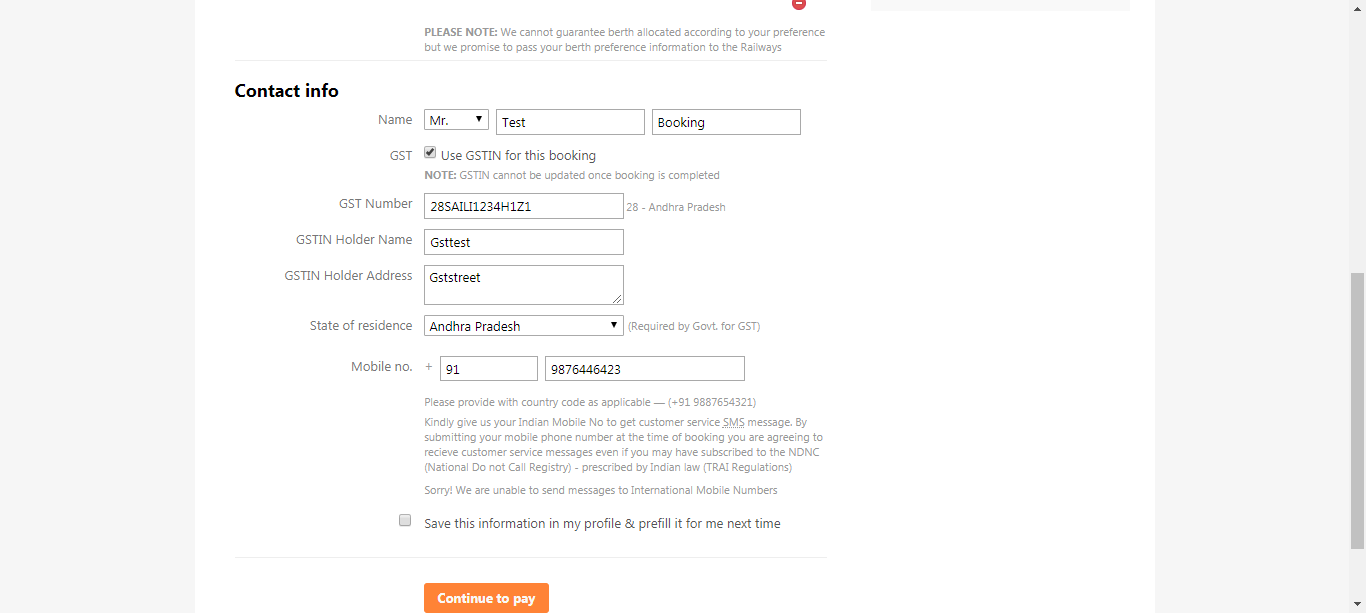 PLEASE NOTE: We cannot guarantee berth allocated according to your preference
but we promise to pass your berth preference information to the Railways
Contact info
Name Mr. Test Booking
GST Use GSTIN for this booking
NOTE: GSTIN cannot be updated once booking is completed
GST Number 28SAILI1234H1Z1 28 - Andhra Pradesh
GSTIN Holder Name Gsttest
GSTIN Holder Address Gststreet
State of residence Andhra Pradesh (Required by Govt. for GST)
Mobile no. + 91 9876446423
Please provide with country code as applicable — (+91 9887654321)
Kindly give us your Indian Mobile No to get customer service SMS message. By
submitting your mobile phone number at the time of booking you are agreeing to
recieve customer service messages even if you may have subscribed to the NDNC
(National Do not Call Registry) - prescribed by Indian law (TRAI Regulations)
Sorry! We are unable to send messages to International Mobile Numbers
Save this information in my profile & prefill it for me next time
Continue to pay